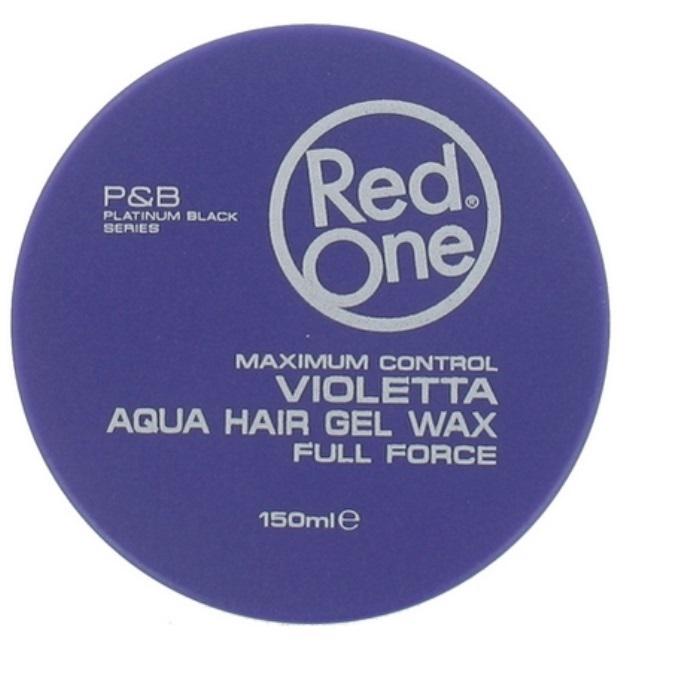 P&B
PLATINUM BLACK
SERIES
Red®
One
MAXIMUM CONTROL
VIOLETTA
AQUA HAIR GEL WAX
FULL FORCE
150ml℮